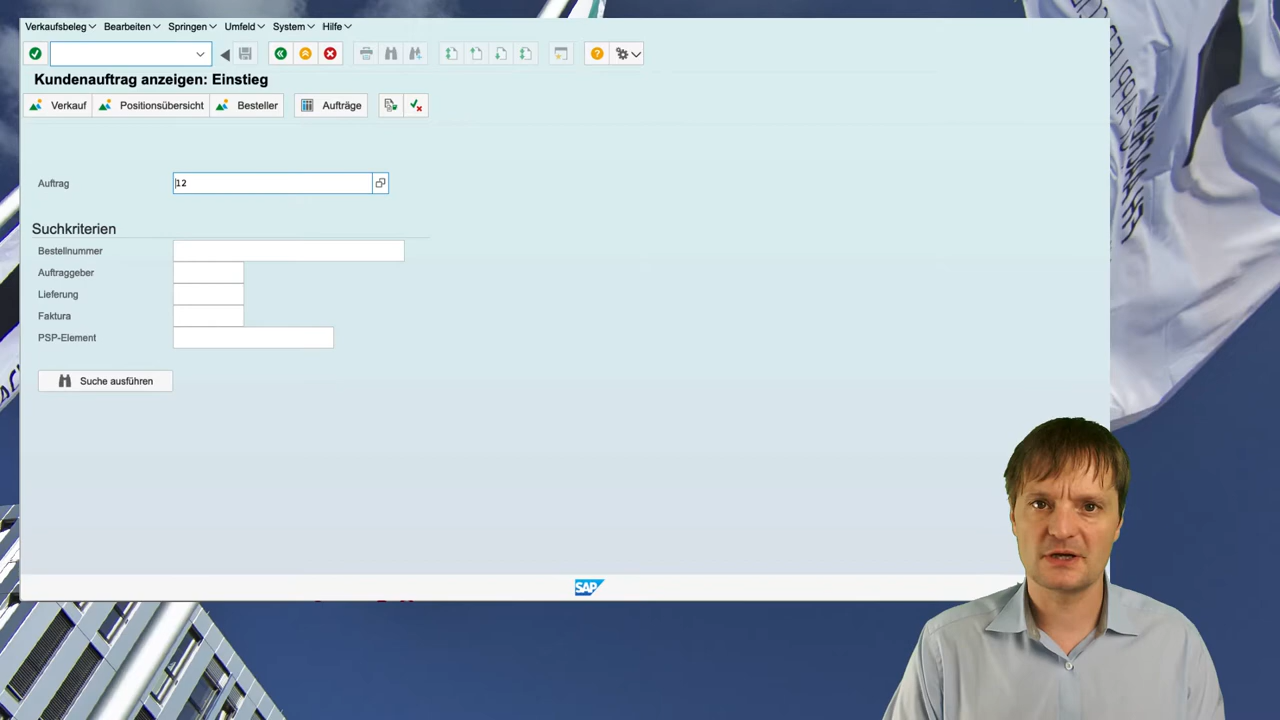 Verkaufsbeleg Bearbeiten Springen Umfeld System Hilfe
Kundenauftrag anzeigen: Einstieg
Verkauf Positionsübersicht Besteller Aufträge
Auftrag 12
Suchkriterien
Bestellnummer
Auftraggeber
Lieferung
Faktura
PSP-Element
Suche ausführen
SAP